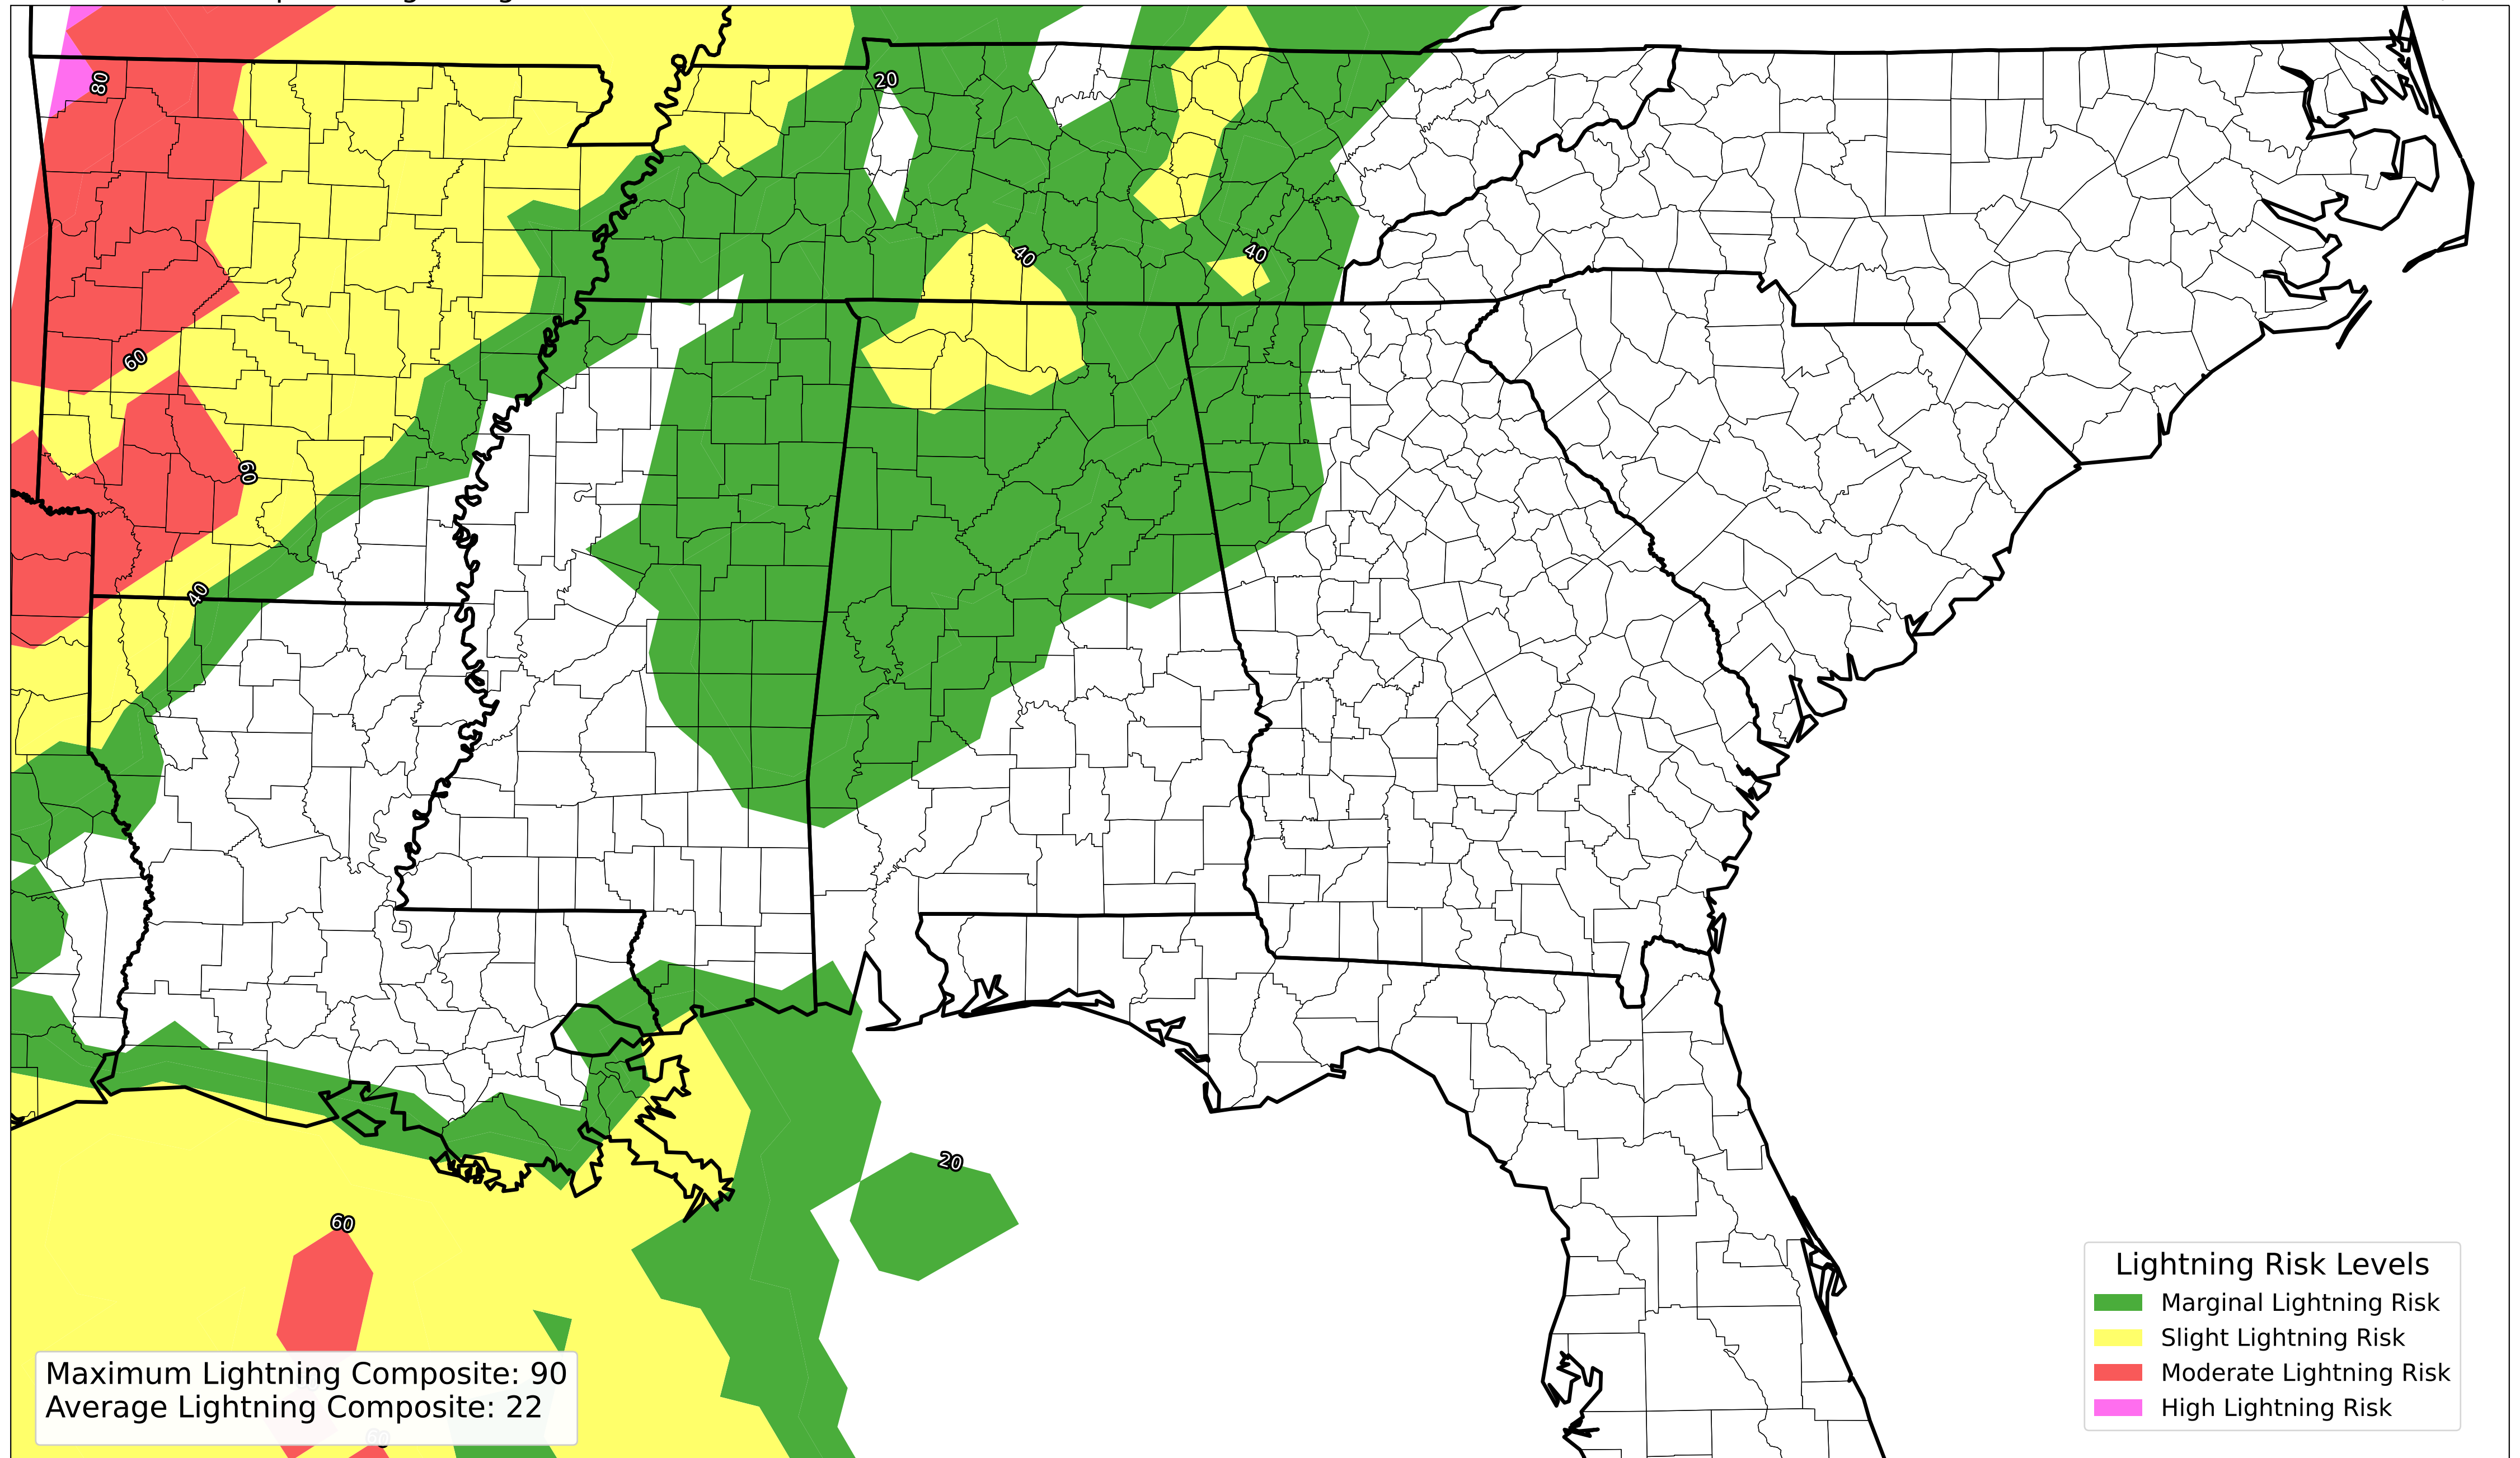 80
20
40
40
60
60
40
20
60
Maximum Lightning Composite: 90
Average Lightning Composite: 22
60
Lightning Risk Levels
Marginal Lightning Risk
Slight Lightning Risk
Moderate Lightning Risk
High Lightning Risk